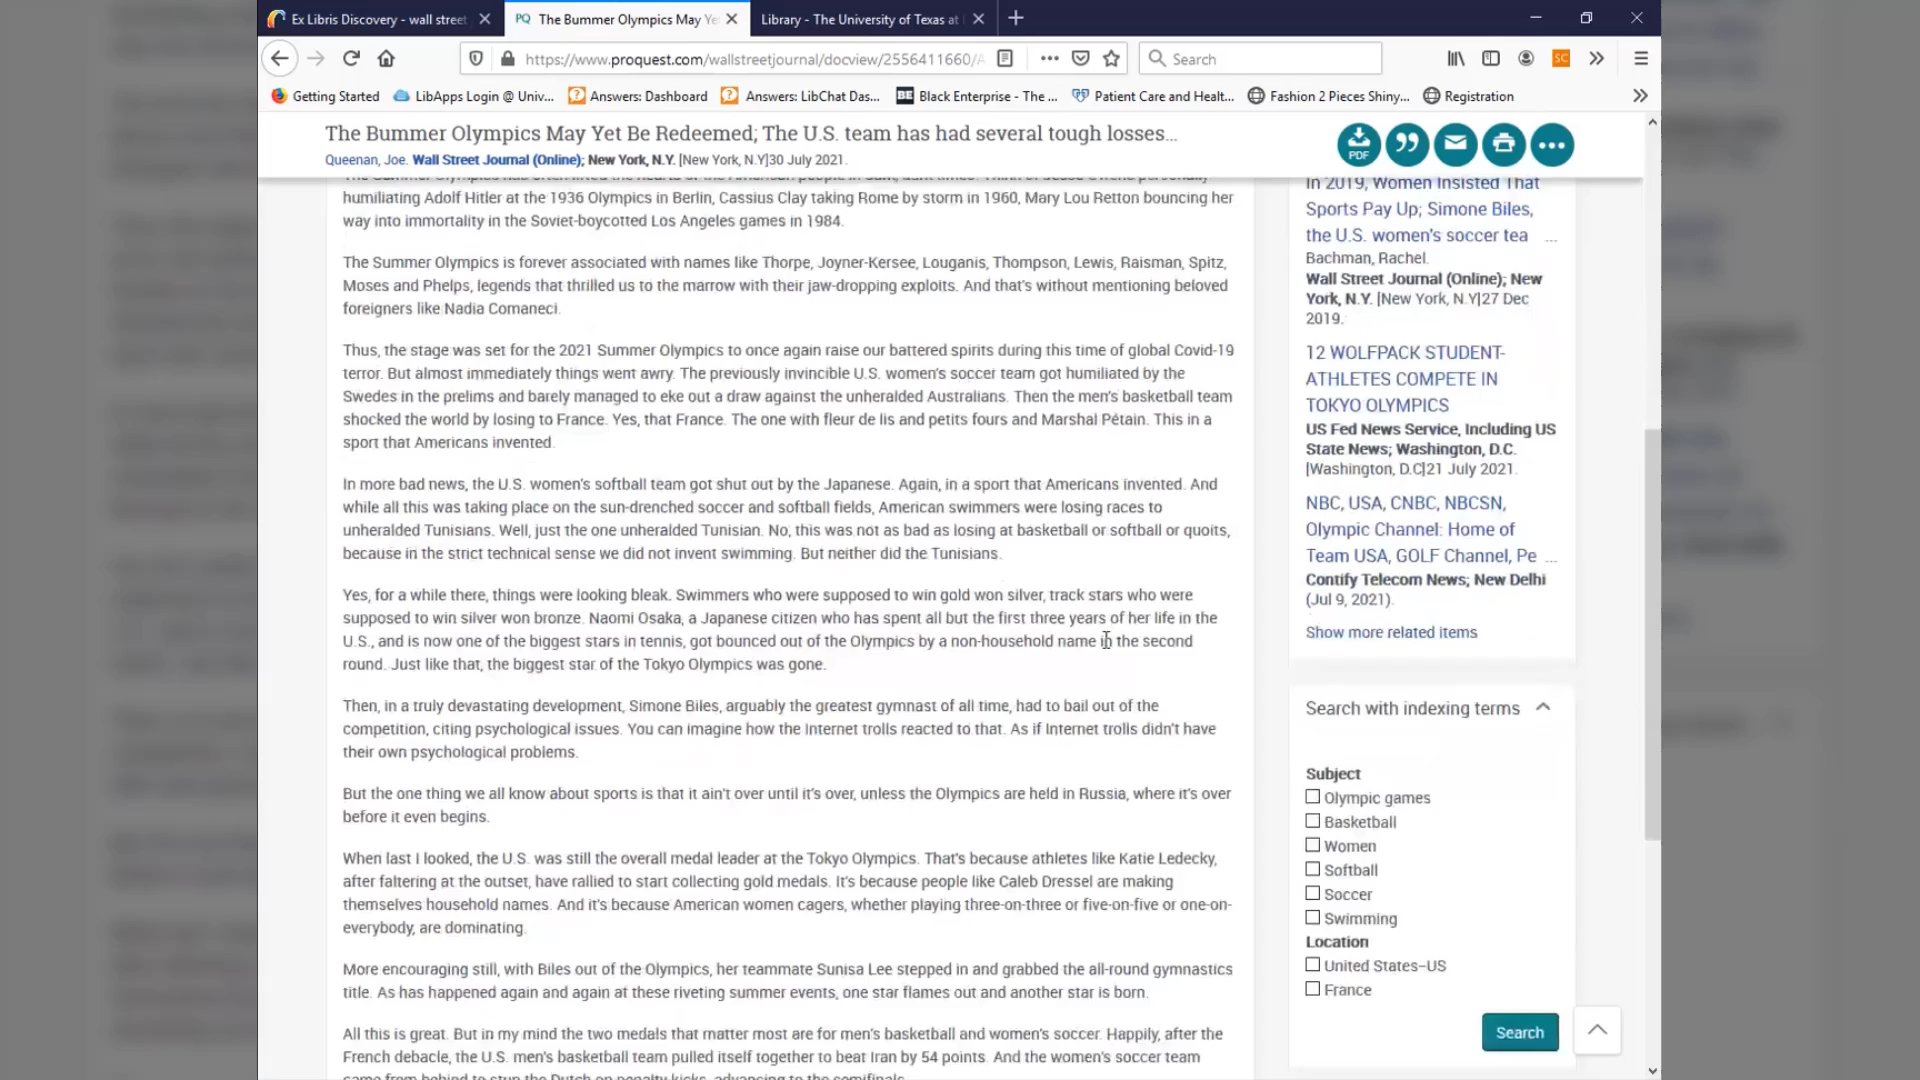 Ex Libris Discovery - wall street
PQ The Bummer Olympics May Ye
Library - The University of Texas at
https://www.proquest.com/wallstreetjournal/docview/2556411660/
Search
SC
Getting Started
LibApps Login @ Univ...
Answers: Dashboard
Answers: LibChat Das...
BE Black Enterprise - The ...
Patient Care and Healt...
Fashion 2 Pieces Shiny...
Registration
The Bummer Olympics May Yet Be Redeemed; The U.S. team has had several tough losses...
Queenan, Joe. Wall Street Journal (Online); New York, N.Y. [New York, N.Y]30 July 2021.
PDF
humiliating Adolf Hitler at the 1936 Olympics in Berlin, Cassius Clay taking Rome by storm in 1960, Mary Lou Retton bouncing her
way into immortality in the Soviet-boycotted Los Angeles games in 1984.
The Summer Olympics is forever associated with names like Thorpe, Joyner-Kersee, Louganis, Thompson, Lewis, Raisman, Spitz,
Moses and Phelps, legends that thrilled us to the marrow with their jaw-dropping exploits. And that's without mentioning beloved
foreigners like Nadia Comaneci.
Thus, the stage was set for the 2021 Summer Olympics to once again raise our battered spirits during this time of global Covid-19
terror. But almost immediately things went awry. The previously invincible U.S. women's soccer team got humiliated by the
Swedes in the prelims and barely managed to eke out a draw against the unheralded Australians. Then the men's basketball team
shocked the world by losing to France. Yes, that France. The one with fleur de lis and petits fours and Marshal Pétain. This in a
sport that Americans invented.
In more bad news, the U.S. women's softball team got shut out by the Japanese. Again, in a sport that Americans invented. And
while all this was taking place on the sun-drenched soccer and softball fields, American swimmers were losing races to
unheralded Tunisians. Well, just the one unheralded Tunisian. No, this was not as bad as losing at basketball or softball or quoits,
because in the strict technical sense we did not invent swimming. But neither did the Tunisians.
Yes, for a while there, things were looking bleak. Swimmers who were supposed to win gold won silver, track stars who were
supposed to win silver won bronze. Naomi Osaka, a Japanese citizen who has spent all but the first three years of her life in the
U.S., and is now one of the biggest stars in tennis, got bounced out of the Olympics by a non-household name in the second
round. Just like that, the biggest star of the Tokyo Olympics was gone.
Then, in a truly devastating development, Simone Biles, arguably the greatest gymnast of all time, had to bail out of the
competition, citing psychological issues. You can imagine how the Internet trolls reacted to that. As if Internet trolls didn't have
their own psychological problems.
But the one thing we all know about sports is that it ain't over until it's over, unless the Olympics are held in Russia, where it's over
before it even begins.
When last I looked, the U.S. was still the overall medal leader at the Tokyo Olympics. That's because athletes like Katie Ledecky,
after faltering at the outset, have rallied to start collecting gold medals. It's because people like Caleb Dressel are making
themselves household names. And it's because American women cagers, whether playing three-on-three or five-on-five or one-on-
everybody, are dominating.
More encouraging still, with Biles out of the Olympics, her teammate Sunisa Lee stepped in and grabbed the all-round gymnastics
title. As has happened again and again at these riveting summer events, one star flames out and another star is born.
All this is great. But in my mind the two medals that matter most are for men's basketball and women's soccer. Happily, after the
French debacle, the U.S. men's basketball team pulled itself together to beat Iran by 54 points. And the women's soccer team
came from behind to stun the Dutch on penalty kicks, advancing to the semifinals.
In 2019, Women Insisted That
Sports Pay Up; Simone Biles,
the U.S. women's soccer tea ...
Bachman, Rachel.
Wall Street Journal (Online); New
York, N.Y. [New York, N.Y]27 Dec
2019.
12 WOLFPACK STUDENT-
ATHLETES COMPETE IN
TOKYO OLYMPICS
US Fed News Service, Including US
State News; Washington, D.C.
[Washington, D.C]21 July 2021.
NBC, USA, CNBC, NBCSN,
Olympic Channel: Home of
Team USA, GOLF Channel, Pe ...
Contify Telecom News; New Delhi
(Jul 9, 2021).
Show more related items
Search with indexing terms
Subject
Olympic games
Basketball
Women
Softball
Soccer
Swimming
Location
United States--US
France
Search